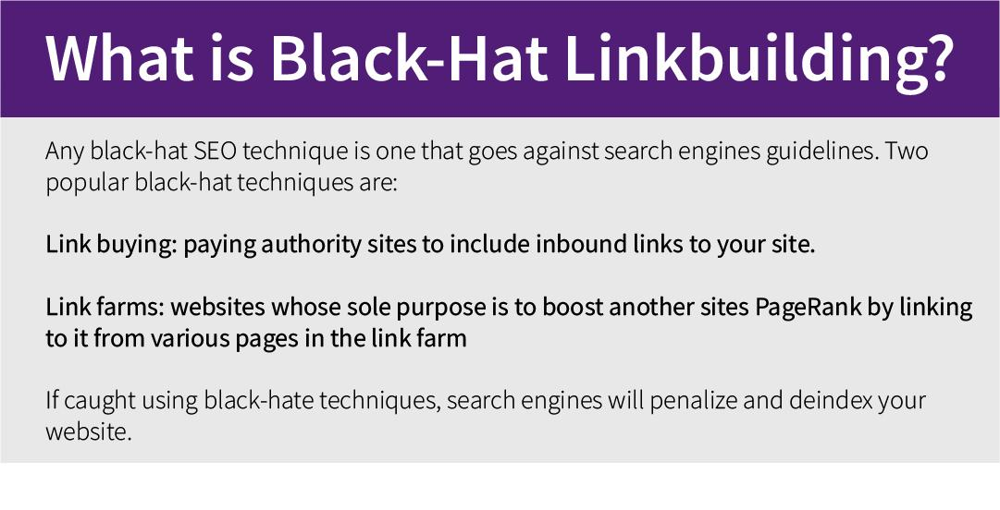 What is Black-Hat Linkbuilding?
Any black-hat SEO technique is one that goes against search engines guidelines. Two
popular black-hat techniques are:
Link buying: paying authority sites to include inbound links to your site.
Link farms: websites whose sole purpose is to boost another sites PageRank by linking
to it from various pages in the link farm
If caught using black-hate techniques, search engines will penalize and deindex your
website.